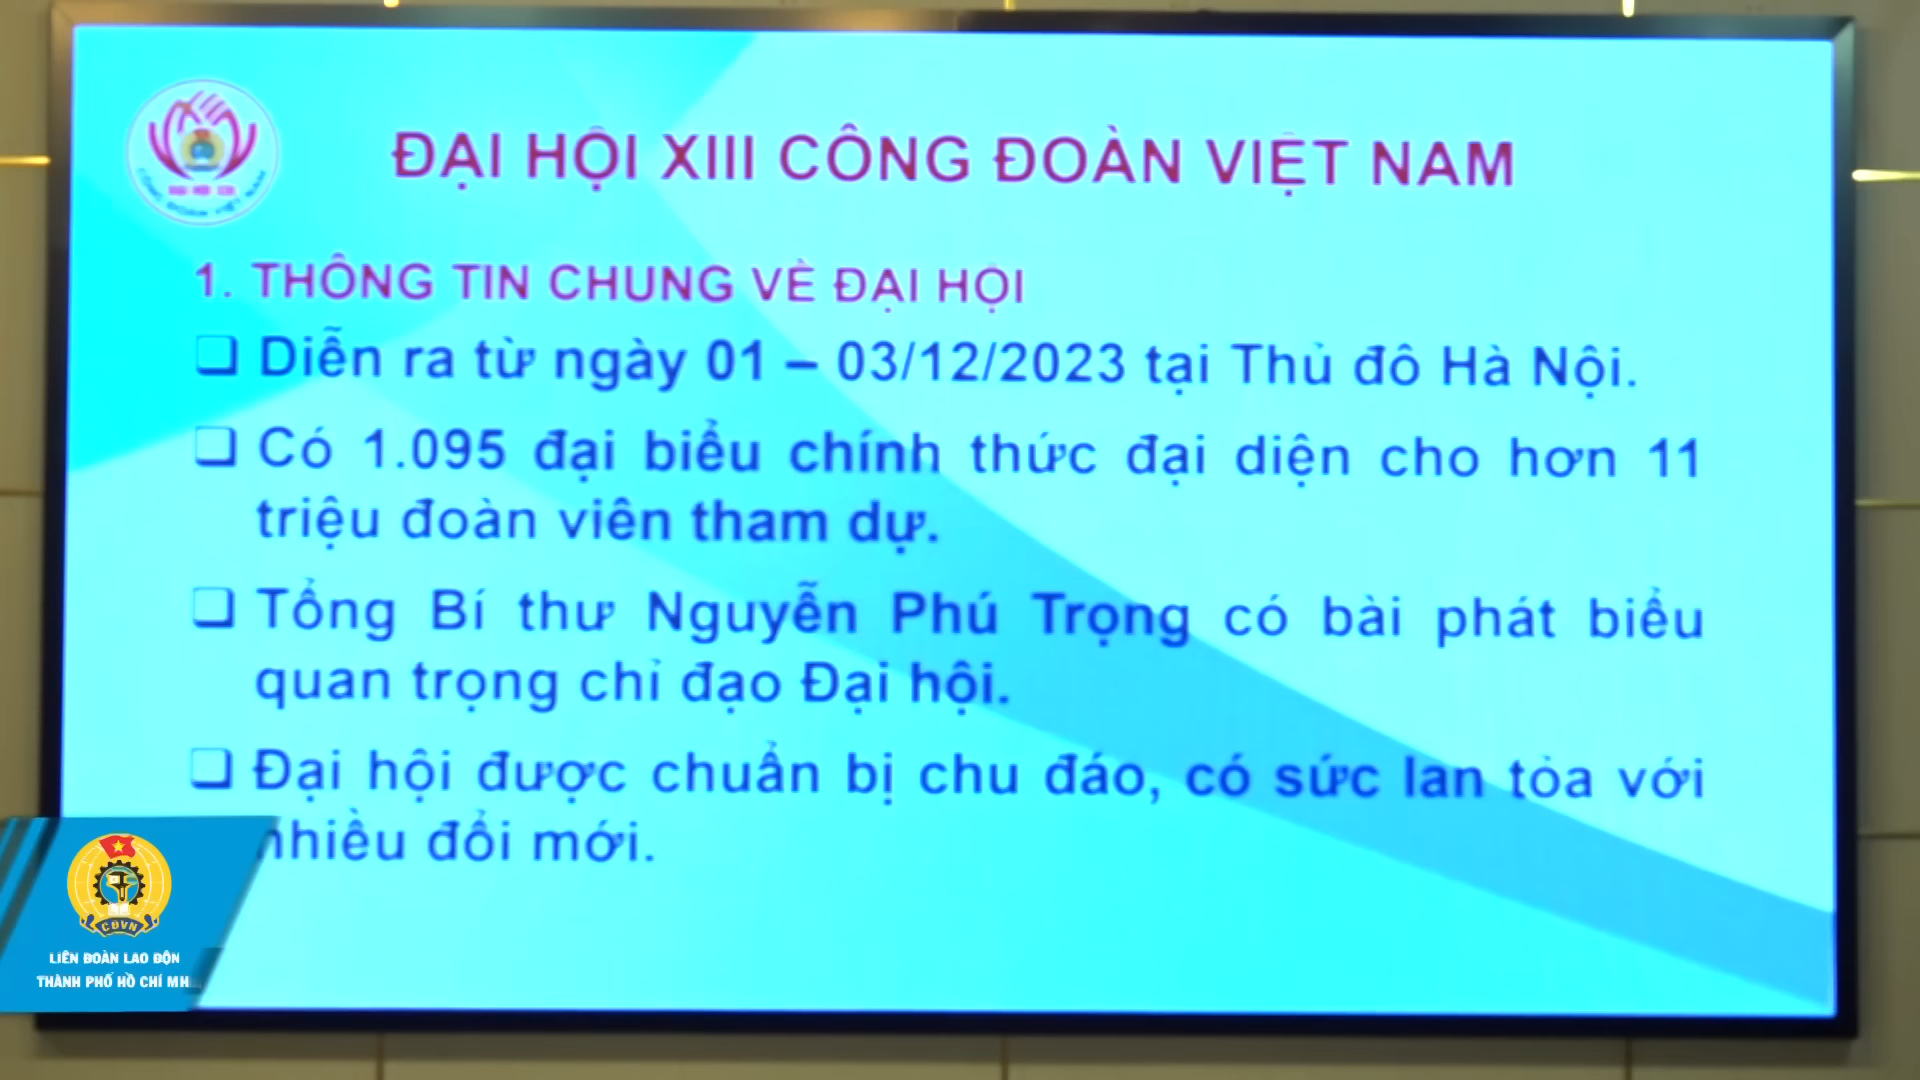 ĐẠI HỘI XIII CÔNG ĐOÀN VIỆT NAM
1. THÔNG TIN CHUNG VỀ ĐẠI HỘI
Diễn ra từ ngày 01 – 03/12/2023 tại Thủ đô Hà Nội.
Có 1.095 đại biểu chính thức đại diện cho hơn 11
triệu đoàn viên tham dự.
Tổng Bí thư Nguyễn Phú Trọng có bài phát biểu
quan trọng chỉ đạo Đại hội.
Đại hội được chuẩn bị chu đáo, có sức lan tỏa với
nhiều đổi mới.
CĐVN
LIÊN ĐOÀN LAO ĐỘN
THÀNH PHỐ HỒ CHÍ MH